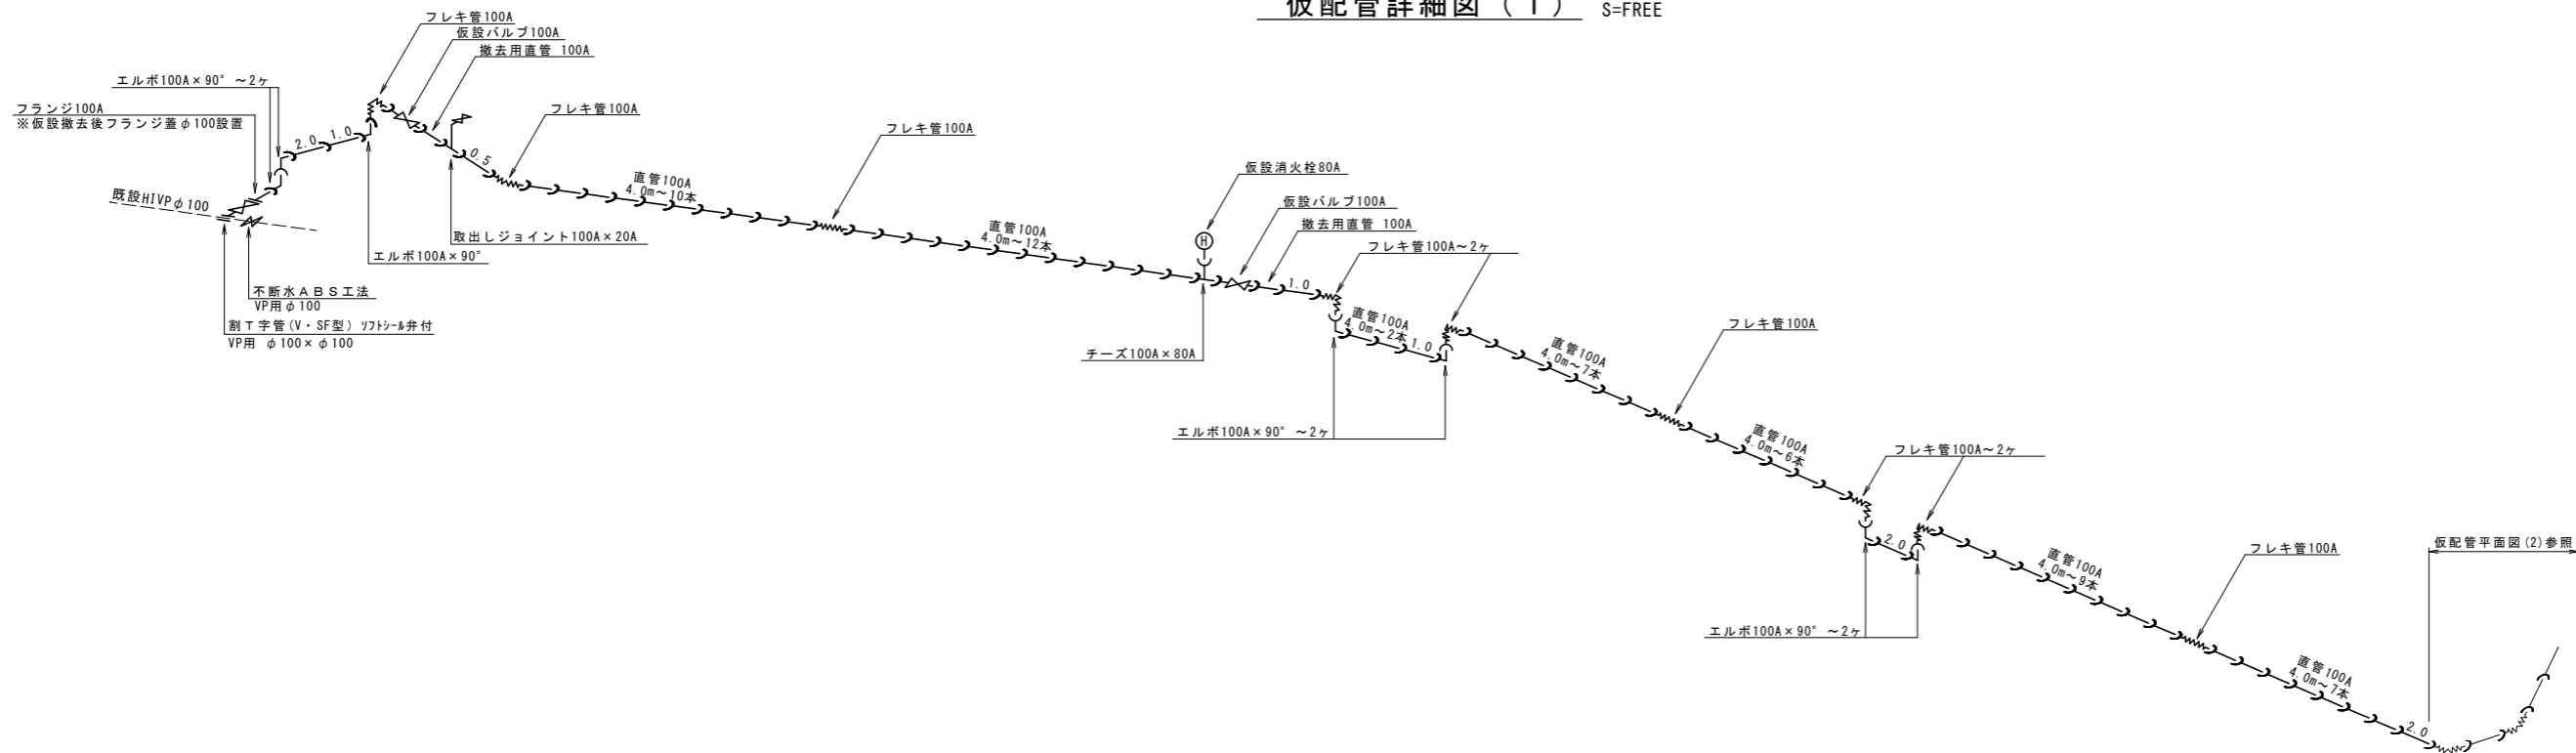 仮配管詳細図(1) S=FREE
フレキ管100A
仮設バルブ100A
撤去用直管 100A
エルボ100A×90°~2ヶ
フランジ100A
※仮設撤去後フランジ蓋φ100設置
2.0
1.0
既設HIVPφ100
フレキ管100A
0.5
エルボ100A×90°
取出しジョイント100A×20A
不断水ABS工法
VP用φ100
割T字管(V・SF型)ソフトシール弁付
VP用 φ100×φ100
直管100A
4.0m~10本
フレキ管100A
直管100A
4.0m~12本
仮設消火栓80A
H
仮設バルブ100A
撤去用直管 100A
フレキ管100A~2ヶ
1.0
チーズ100A×80A
直管100A
4.0m~2本
1.0
エルボ100A×90°~2ヶ
直管100A
4.0m~7本
フレキ管100A
直管100A
4.0m~6本
フレキ管100A~2ヶ
2.0
エルボ100A×90°~2ヶ
直管100A
4.0m~9本
フレキ管100A
直管100A
4.0m~7本
2.0
仮配管平面図(2)参照